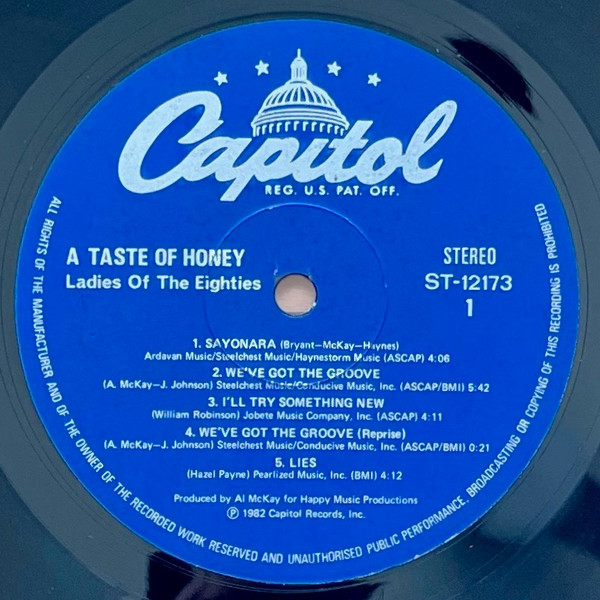 Capitol
REG. U.S. PAT. OFF.
A TASTE OF HONEY
Ladies Of The Eighties
STEREO
ST-12173
1
1. SAYONARA (Bryant—McKay—Haynes)
Ardavan Music/Steelchest Music/Haynestorm Music (ASCAP) 4:06
2. WE'VE GOT THE GROOVE
(A. McKay—J. Johnson) Steelchest Music/Conducive Music, Inc. (ASCAP/BMI) 5:42
3. I'LL TRY SOMETHING NEW
(William Robinson) Jobete Music Company, Inc. (ASCAP) 4:11
4. WE'VE GOT THE GROOVE (Reprise)
(A. McKay—J. Johnson) Steelchest Music/Conducive Music, Inc. (ASCAP/BMI) 0:21
5. LIES
(Hazel Payne) Pearlized Music, Inc. (BMI) 4:12
Produced by Al McKay for Happy Music Productions
℗ 1982 Capitol Records, Inc.
ALL RIGHTS OF THE MANUFACTURER AND OF THE OWNER OF THE RECORDED WORK RESERVED AND UNAUTHORISED PUBLIC PERFORMANCE, BROADCASTING OR COPYING OF THIS RECORDING IS PROHIBITED